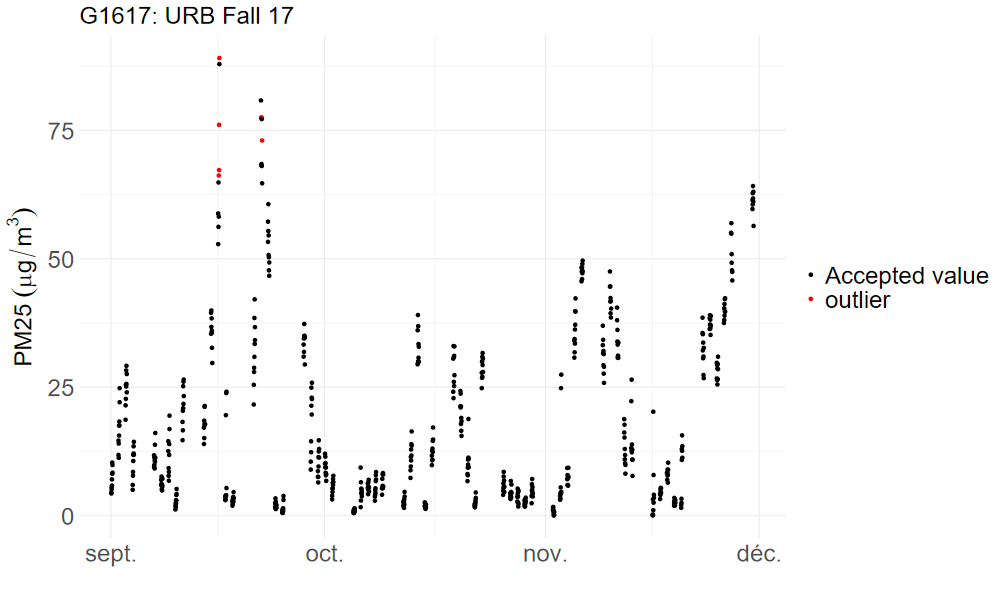 G1617: URB Fall 17
PM25 (µg/m³)
75
50
25
0
sept.
oct.
nov.
déc.
Accepted value
outlier